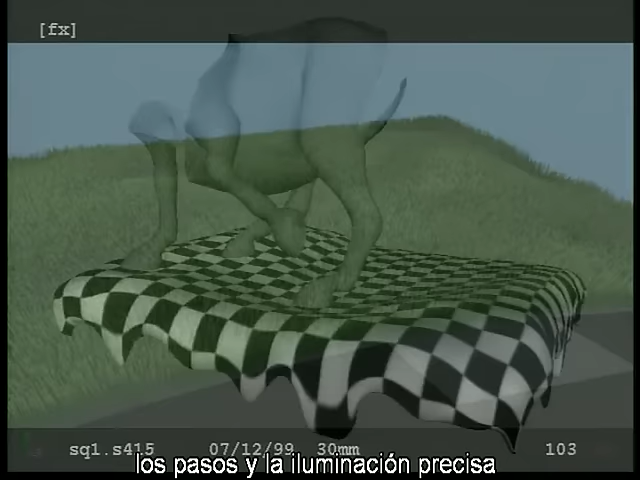 [fx]
sq1.s415 07/12/99 30mm 103
los pasos y la iluminación precisa